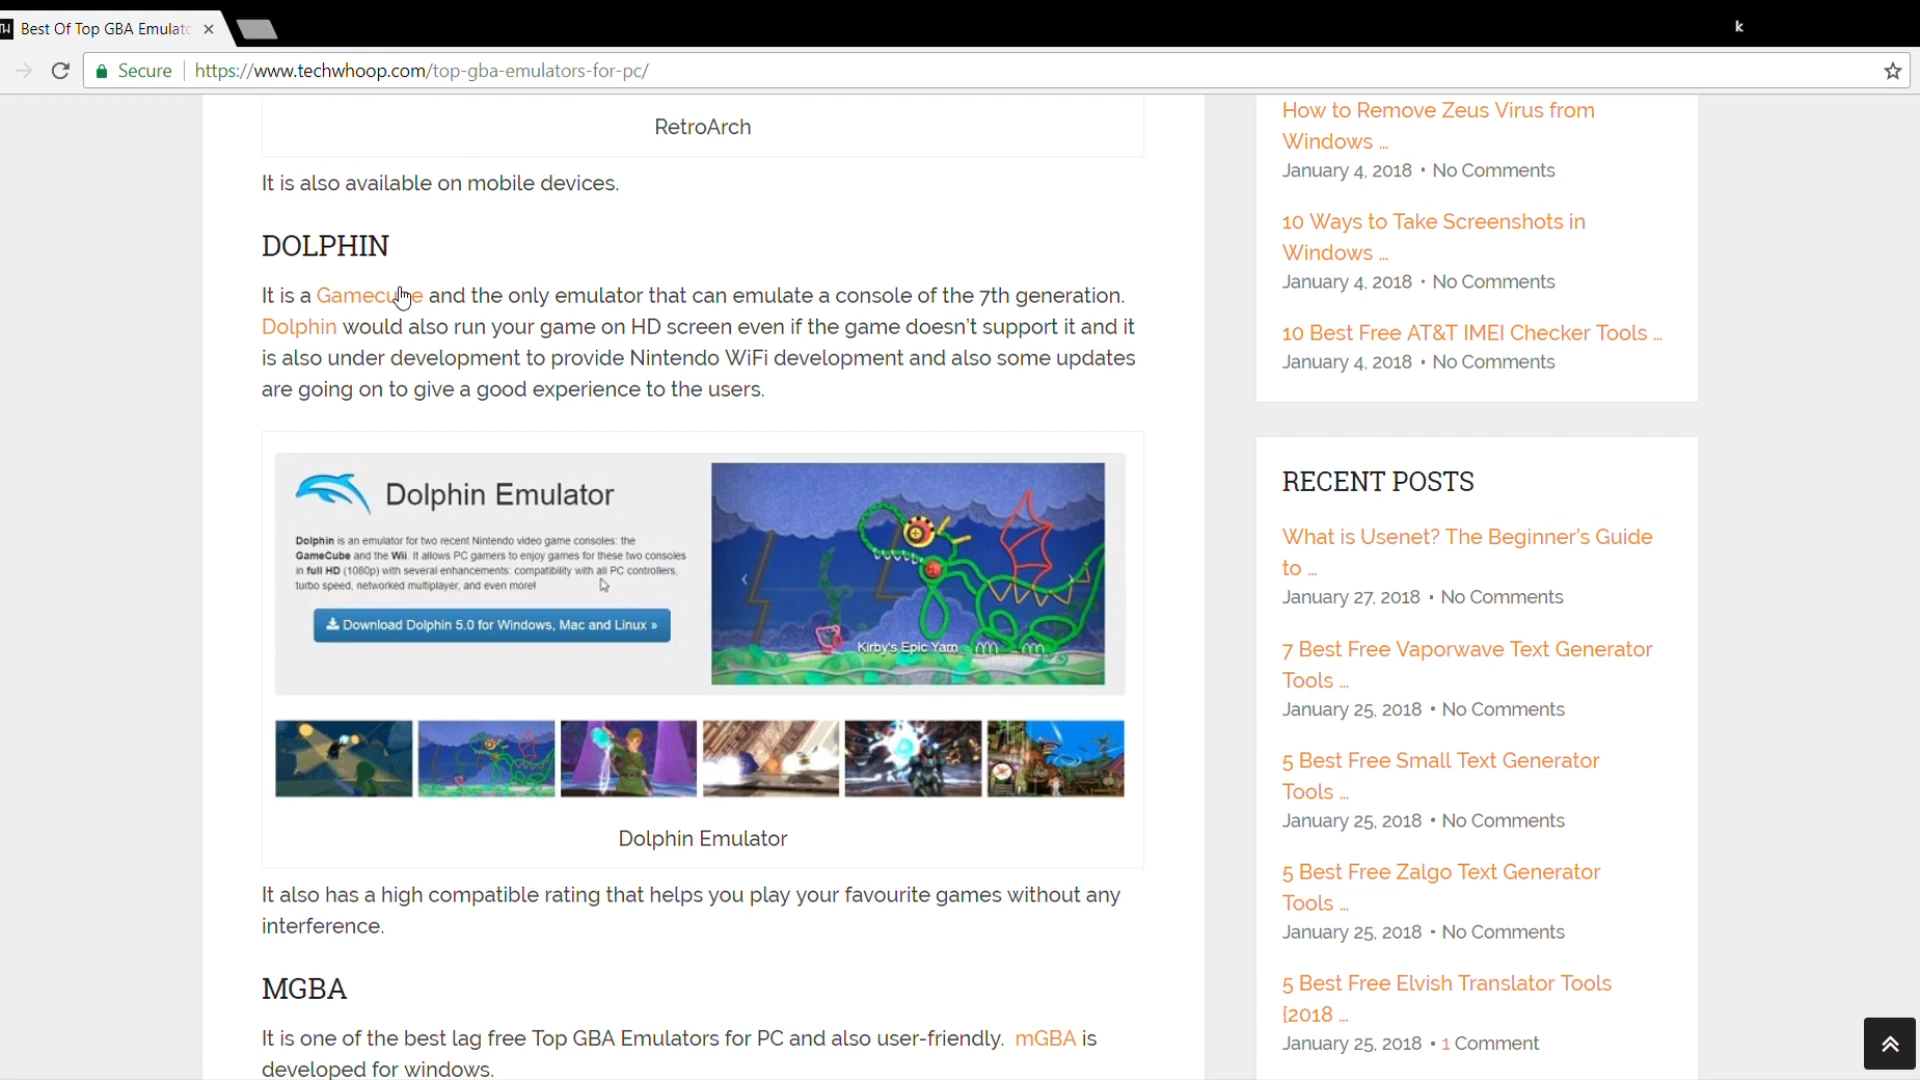 Best Of Top GBA Emulato
k
Secure
https://www.techwhoop.com/top-gba-emulators-for-pc/
RetroArch
It is also available on mobile devices.
DOLPHIN
It is a Gamecube and the only emulator that can emulate a console of the 7th generation.
Dolphin would also run your game on HD screen even if the game doesn't support it and it
is also under development to provide Nintendo WiFi development and also some updates
are going on to give a good experience to the users.
Dolphin Emulator
Dolphin is an emulator for two recent Nintendo video game consoles: the
GameCube and the Wii. It allows PC gamers to enjoy games for these two consoles
in full HD (1080p) with several enhancements: compatibility with all PC controllers,
turbo speed, networked multiplayer, and even more!
Download Dolphin 5.0 for Windows, Mac and Linux »
Kirby's Epic Yarn
Dolphin Emulator
It also has a high compatible rating that helps you play your favourite games without any
interference.
MGBA
It is one of the best lag free Top GBA Emulators for PC and also user-friendly. mGBA is
developed for windows.
How to Remove Zeus Virus from
Windows ...
January 4, 2018 • No Comments
10 Ways to Take Screenshots in
Windows ...
January 4, 2018 • No Comments
10 Best Free AT&T IMEI Checker Tools ...
January 4, 2018 • No Comments
RECENT POSTS
What is Usenet? The Beginner's Guide
to ...
January 27, 2018 • No Comments
7 Best Free Vaporwave Text Generator
Tools ...
January 25, 2018 • No Comments
5 Best Free Small Text Generator
Tools ...
January 25, 2018 • No Comments
5 Best Free Zalgo Text Generator
Tools ...
January 25, 2018 • No Comments
5 Best Free Elvish Translator Tools
[2018 ...
January 25, 2018 • 1 Comment